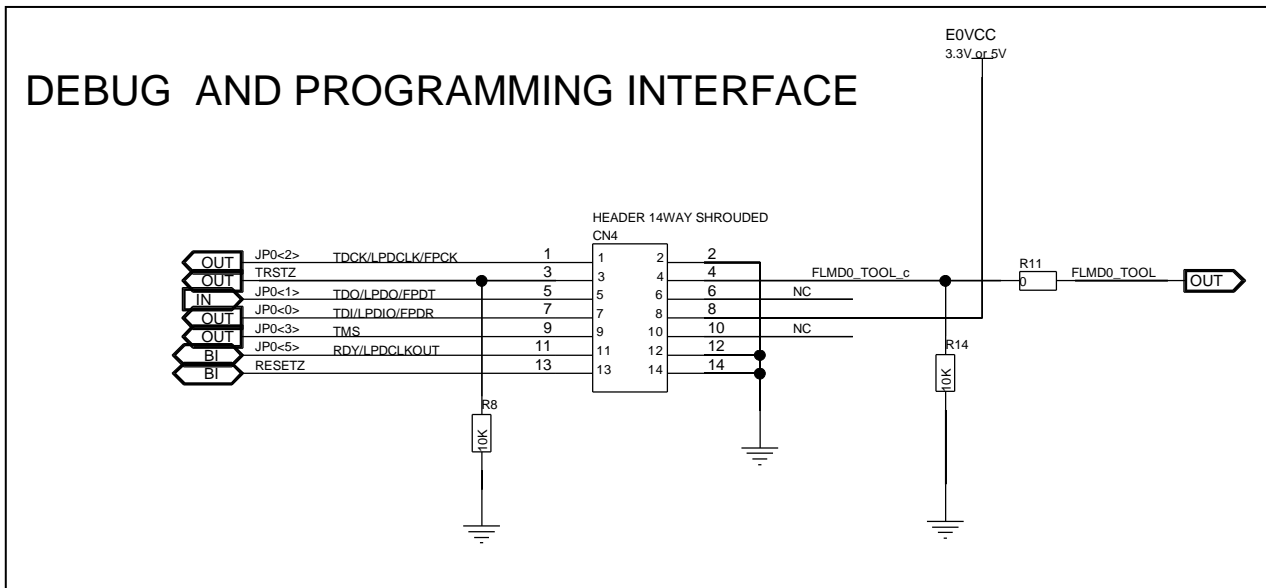 E0VCC
3.3V or 5V
DEBUG AND PROGRAMMING INTERFACE
HEADER 14WAY SHROUDED
CN4
OUT JP0<2> TDCK/LPDCLK/FPCK 1 1 2 2
OUT TRSTZ 3 3 4 4 FLMD0_TOOL_c R11 0 FLMD0_TOOL OUT
IN JP0<1> TDO/LPDO/FPDT 5 5 6 6 NC
OUT JP0<0> TDI/LPDIO/FPDR 7 7 8 8
OUT JP0<3> TMS 9 9 10 10 NC
BI JP0<5> RDY/LPDCLKOUT 11 11 12 12
BI RESETZ 13 13 14 14
R14
10K
R8
10K